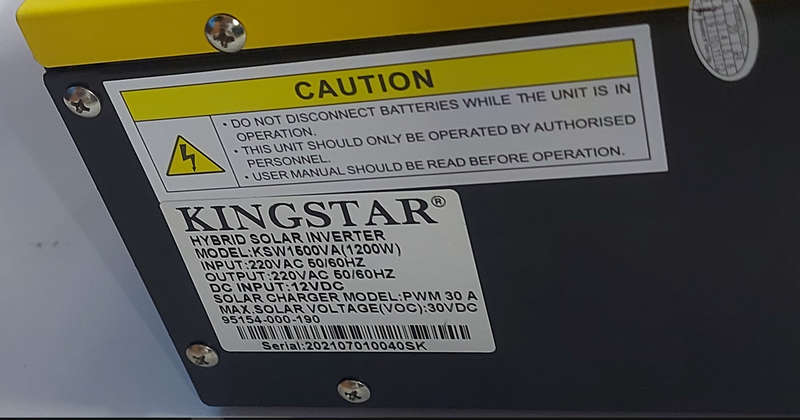 CAUTION
• DO NOT DISCONNECT BATTERIES WHILE THE UNIT IS IN
OPERATION.
• THIS UNIT SHOULD ONLY BE OPERATED BY AUTHORISED
PERSONNEL.
• USER MANUAL SHOULD BE READ BEFORE OPERATION.
KINGSTAR®
HYBRID SOLAR INVERTER
MODEL:KSW1500VA(1200W)
INPUT:220VAC 50/60HZ
OUTPUT:220VAC 50/60HZ
DC INPUT:12VDC
SOLAR CHARGER MODEL:PWM 30 A
MAX.SOLAR VOLTAGE(VOC):30VDC
95154-000-190
Serial:202107010040SK